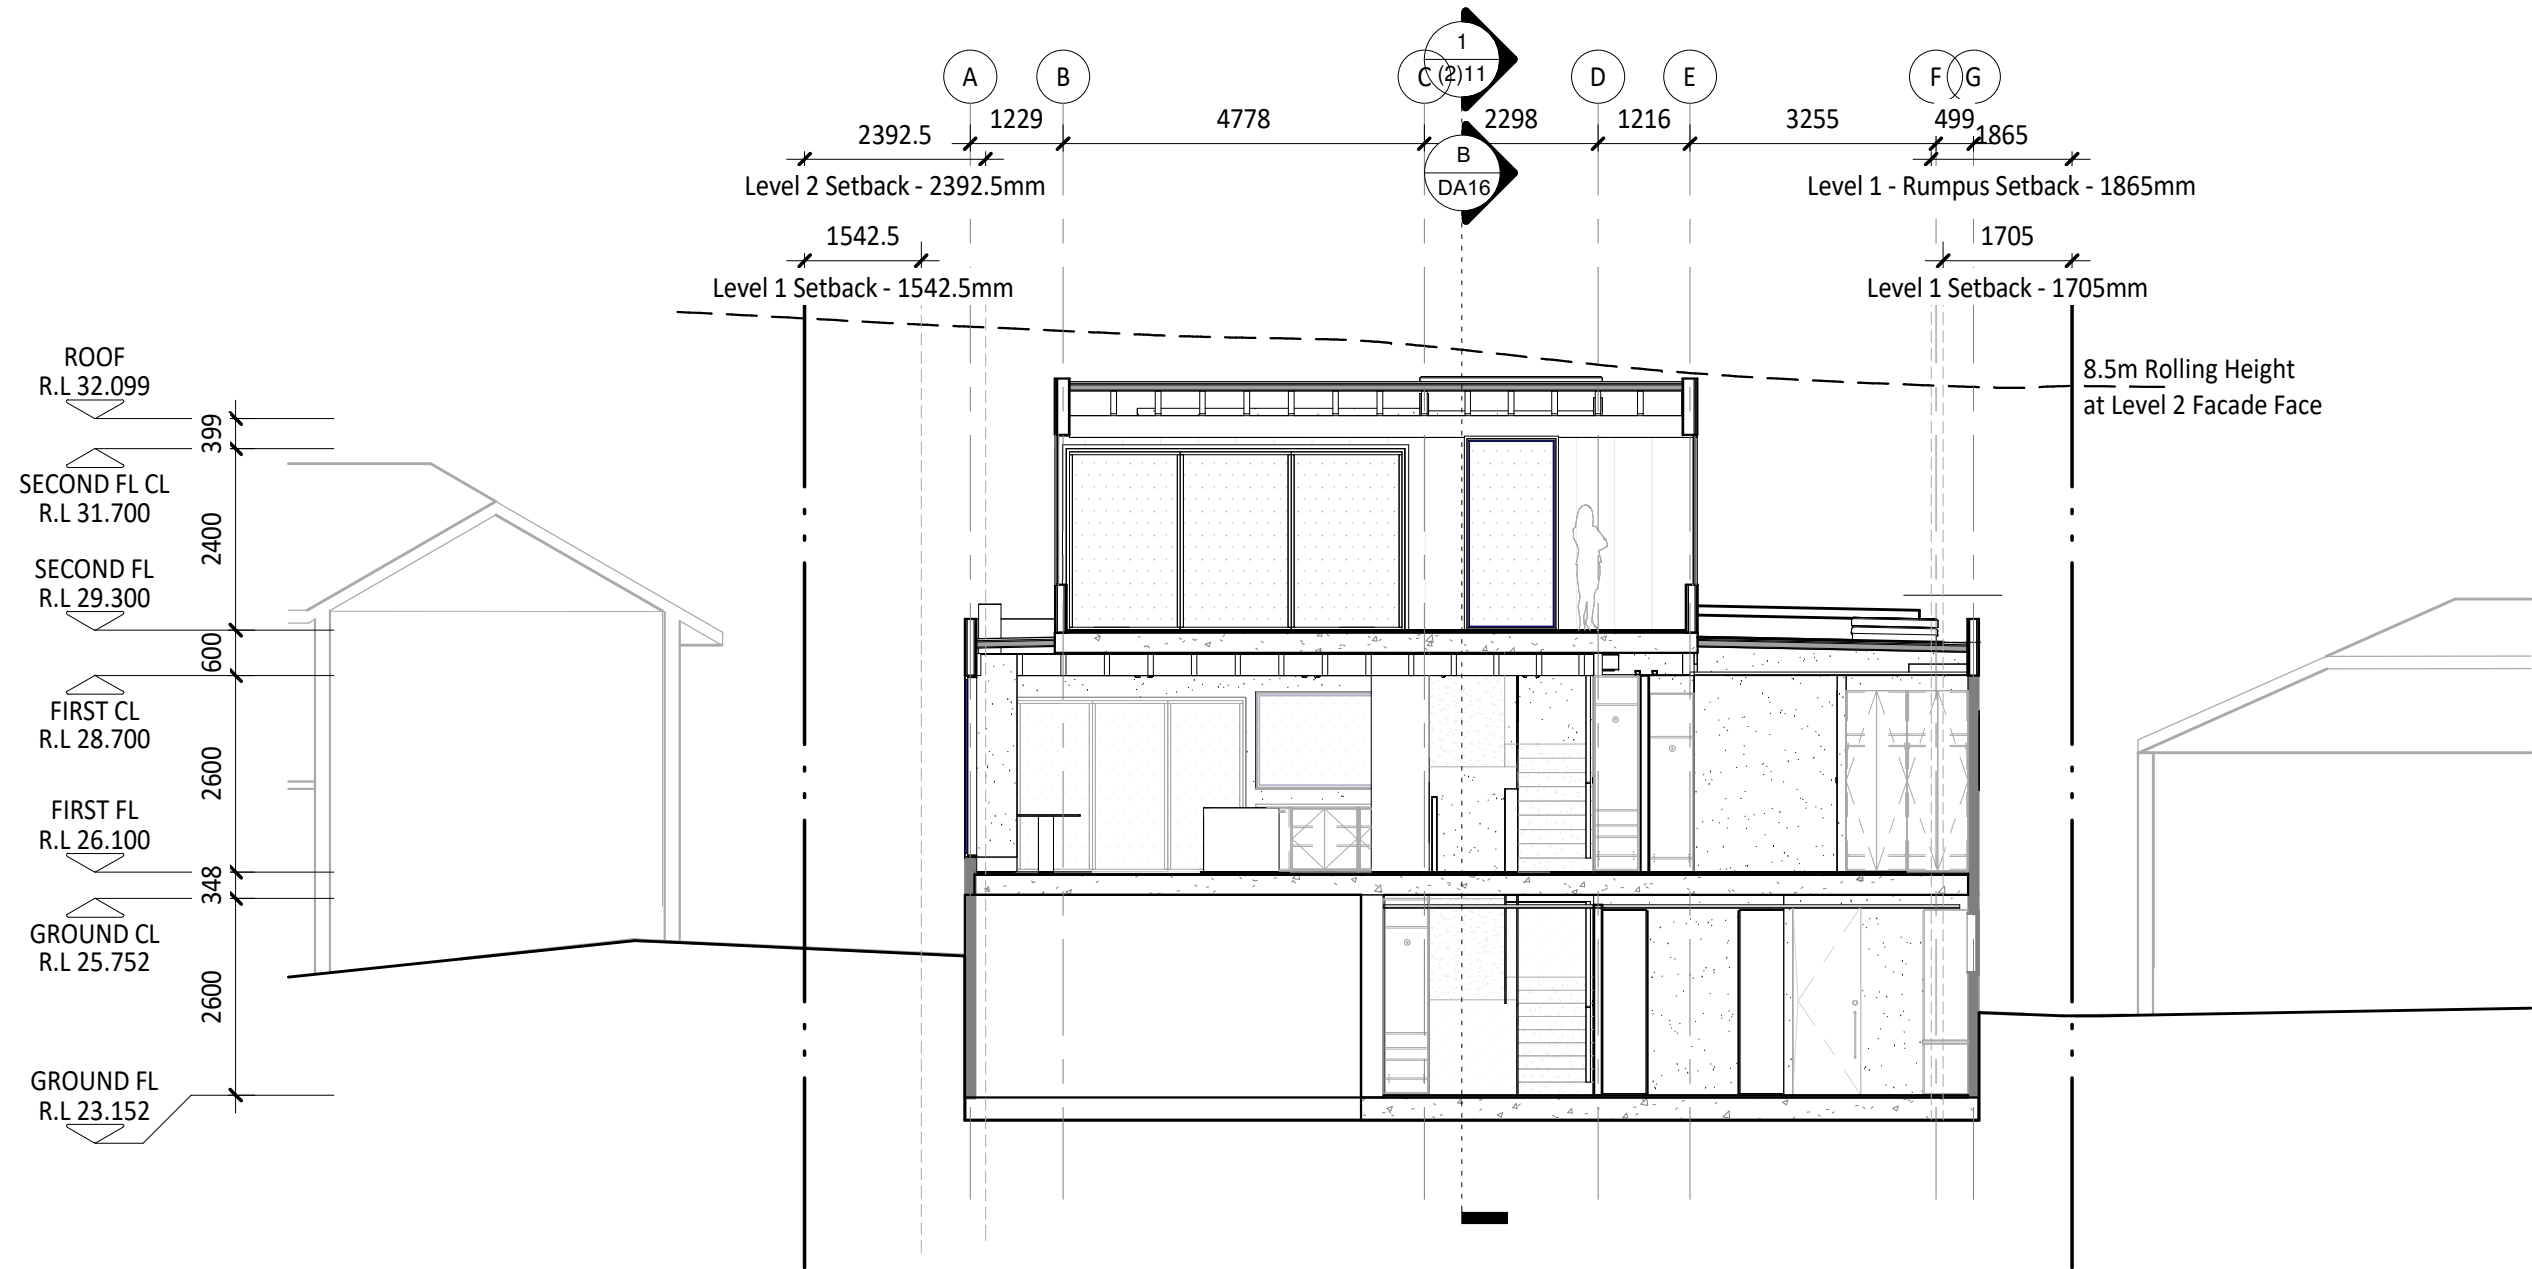 1
(2)11
A
B
C
D
E
F
G
1229
4778
2298
1216
3255
499
2392.5
1865
B
DA16
Level 2 Setback - 2392.5mm
Level 1 - Rumpus Setback - 1865mm
1542.5
1705
Level 1 Setback - 1542.5mm
Level 1 Setback - 1705mm
8.5m Rolling Height
at Level 2 Facade Face
ROOF
R.L 32.099
399
SECOND FL CL
R.L 31.700
2400
SECOND FL
R.L 29.300
600
FIRST CL
R.L 28.700
2600
FIRST FL
R.L 26.100
348
GROUND CL
R.L 25.752
2600
GROUND FL
R.L 23.152